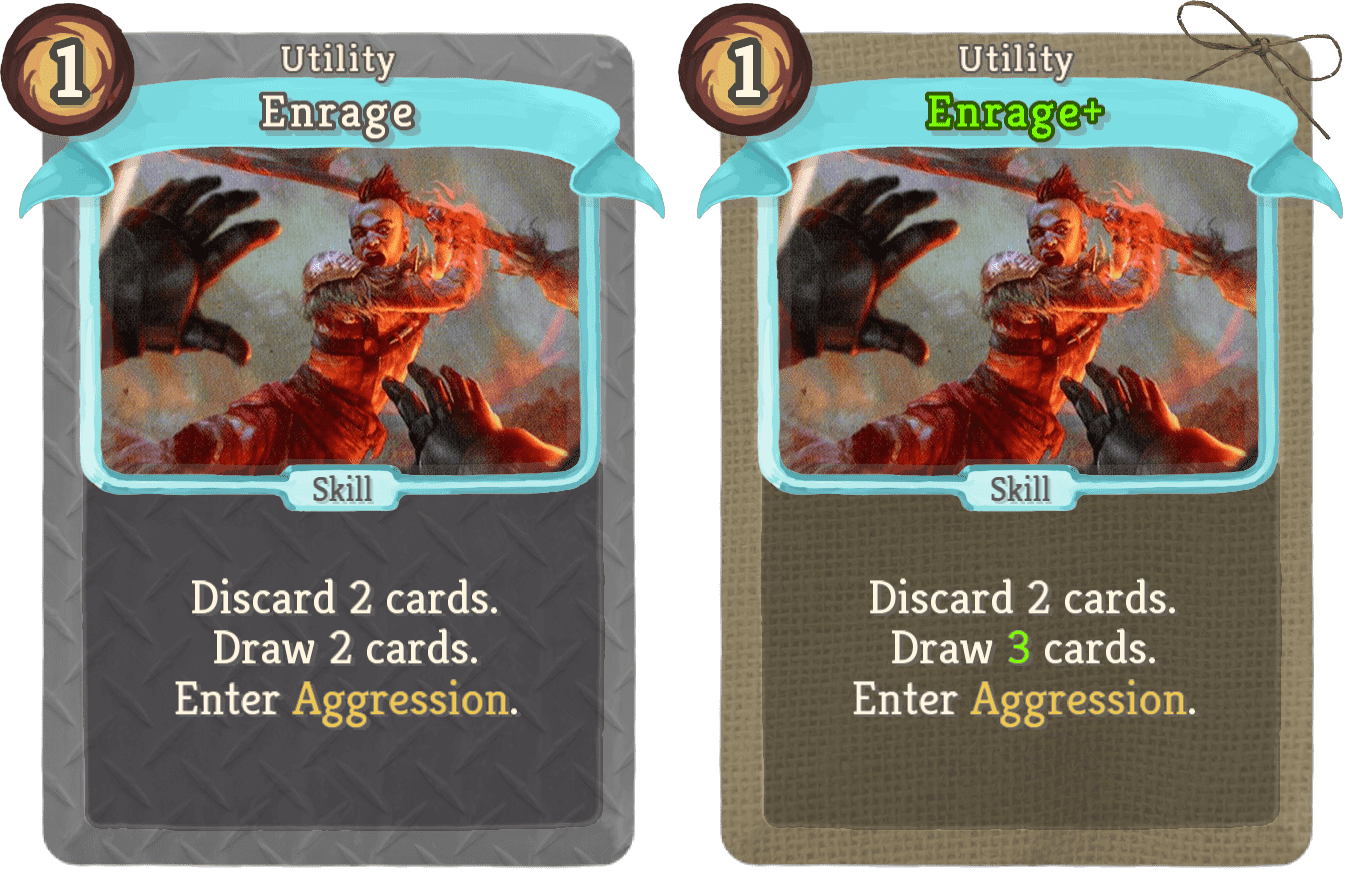 1
Utility
Enrage
Skill
Discard 2 cards.
Draw 2 cards.
Enter Aggression.
1
Utility
Enrage+
Skill
Discard 2 cards.
Draw 3 cards.
Enter Aggression.